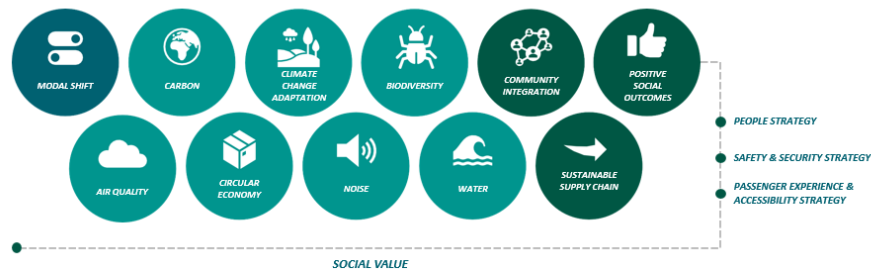 MODAL SHIFT
CARBON
CLIMATE
CHANGE
ADAPTATION
BIODIVERSITY
COMMUNITY
INTEGRATION
POSITIVE
SOCIAL
OUTCOMES
AIR QUALITY
CIRCULAR
ECONOMY
NOISE
WATER
SUSTAINABLE
SUPPLY CHAIN
PEOPLE STRATEGY
SAFETY & SECURITY STRATEGY
PASSENGER EXPERIENCE &
ACCESSIBILITY STRATEGY
SOCIAL VALUE